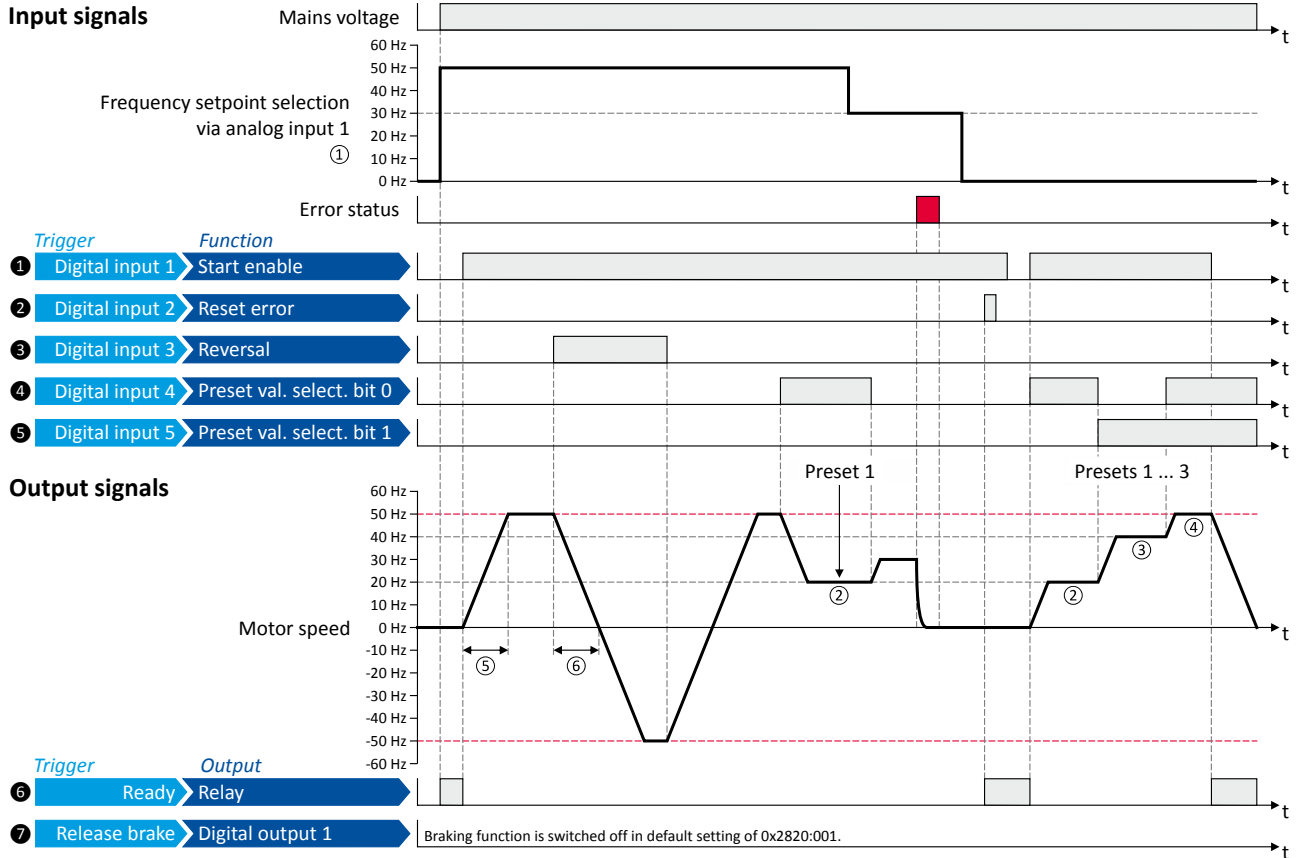 Input signals
Mains voltage
t
60 Hz
50 Hz
40 Hz
30 Hz
20 Hz
10 Hz
0 Hz
Frequency setpoint selection
via analog input 1
①
t
Error status
t
Trigger Function
❶ Digital input 1 Start enable
t
❷ Digital input 2 Reset error
t
❸ Digital input 3 Reversal
t
❹ Digital input 4 Preset val. select. bit 0
t
❺ Digital input 5 Preset val. select. bit 1
t
Output signals
Preset 1
Presets 1 ... 3
60 Hz
50 Hz
40 Hz
30 Hz
20 Hz
10 Hz
0 Hz
-10 Hz
-20 Hz
-30 Hz
-40 Hz
-50 Hz
-60 Hz
Motor speed
⑤
⑥
②
②
③
④
t
Trigger Output
❻ Ready Relay
t
❼ Release brake Digital output 1
Braking function is switched off in default setting of 0x2820:001.
t